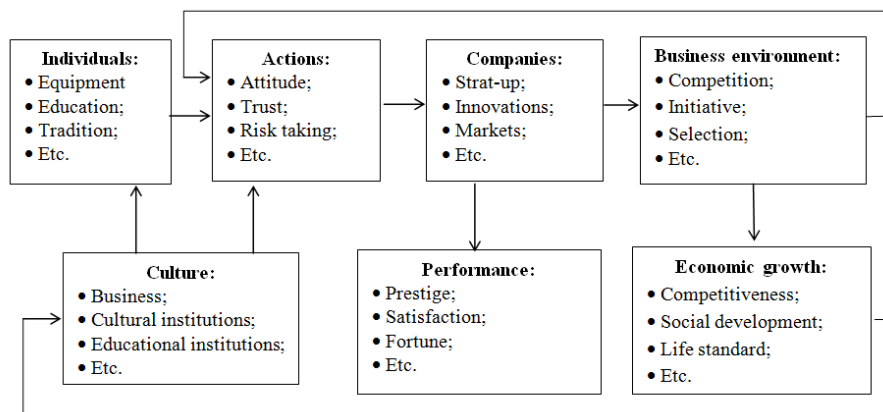 Individuals:
• Equipment
• Education;
• Tradition;
• Etc.
Actions:
• Attitude;
• Trust;
• Risk taking;
• Etc.
Companies:
• Strat-up;
• Innovations;
• Markets;
• Etc.
Business environment:
• Competition;
• Initiative;
• Selection;
• Etc.
Culture:
• Business;
• Cultural institutions;
• Educational institutions;
• Etc.
Performance:
• Prestige;
• Satisfaction;
• Fortune;
• Etc.
Economic growth:
• Competitiveness;
• Social development;
• Life standard;
• Etc.